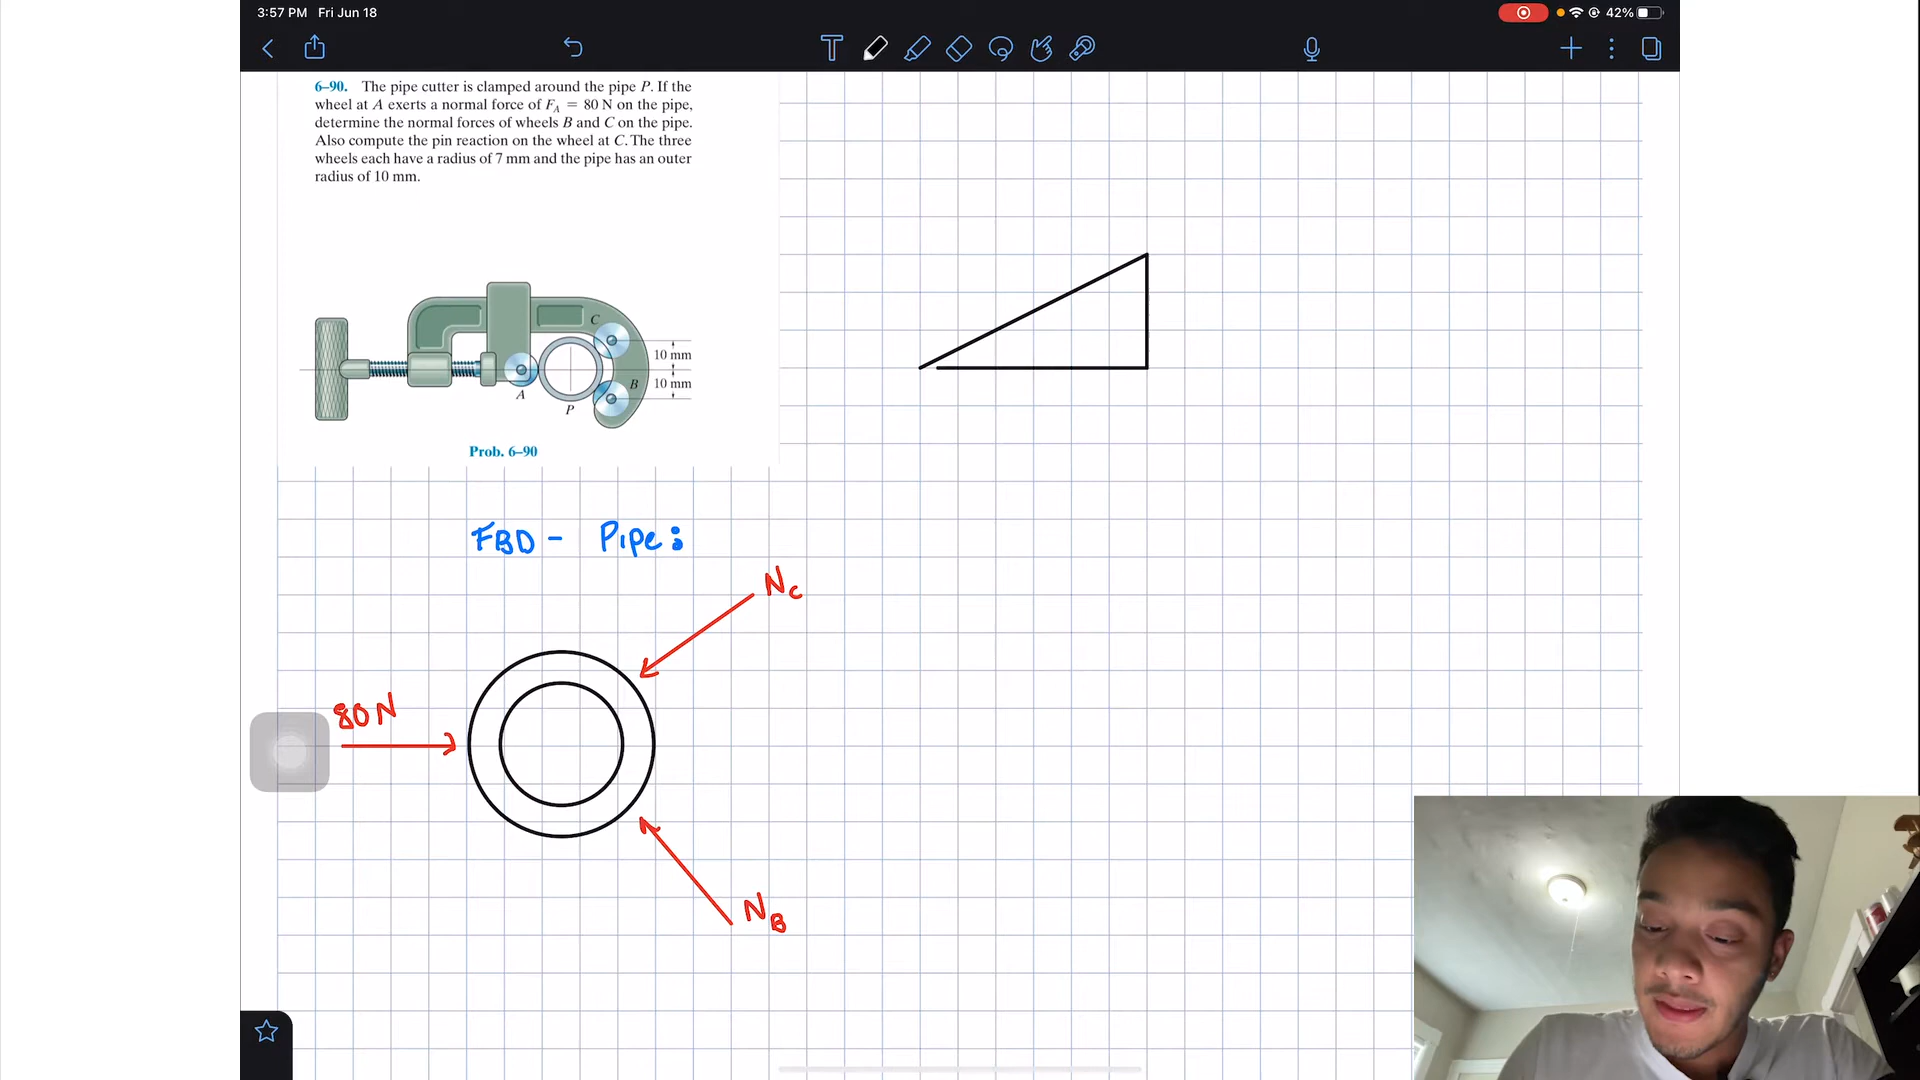 3:57 PM Fri Jun 18
42%
6–90. The pipe cutter is clamped around the pipe P. If the
wheel at A exerts a normal force of F_A = 80 N on the pipe,
determine the normal forces of wheels B and C on the pipe.
Also compute the pin reaction on the wheel at C. The three
wheels each have a radius of 7 mm and the pipe has an outer
radius of 10 mm.
C
10 mm
B 10 mm
A
P
Prob. 6–90
FBD - Pipe:
N_C
80 N
N_B